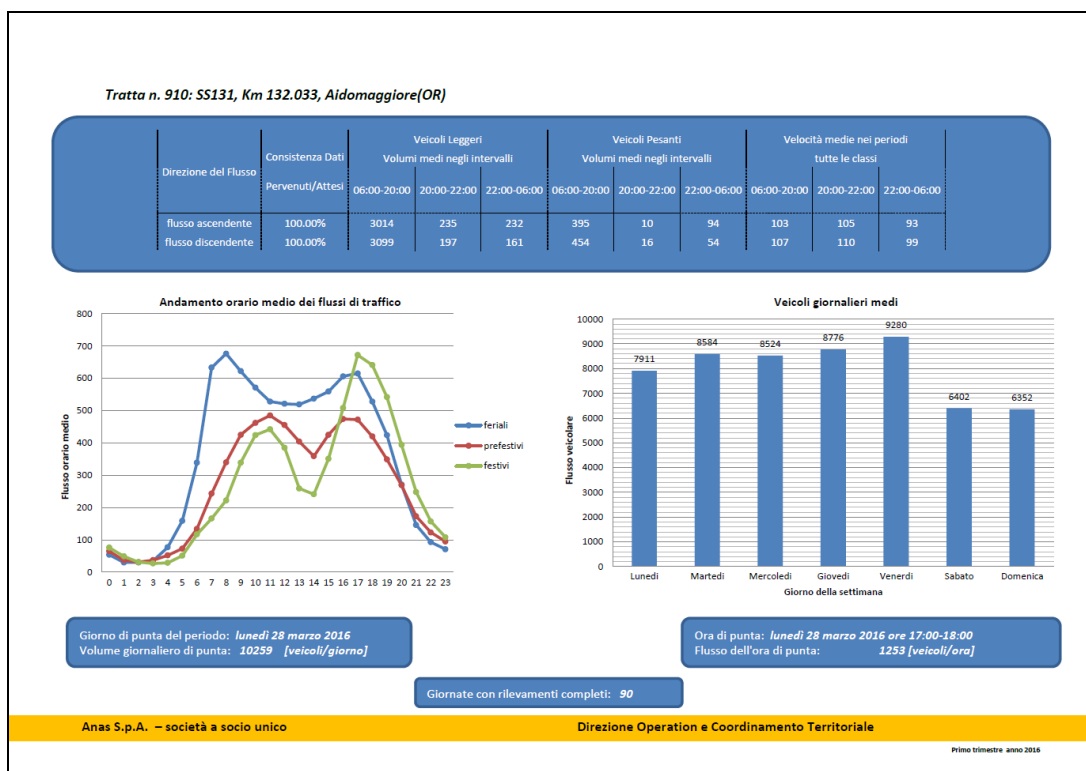 Tratta n. 910: SS131, Km 132.033, Aidomaggiore(OR)
Direzione del Flusso
Consistenza Dati
Pervenuti/Attesi
Veicoli Leggeri
Volumi medi negli intervalli
Veicoli Pesanti
Volumi medi negli intervalli
Velocità medie nei periodi
tutte le classi
06:00-20:00 20:00-22:00 22:00-06:00 06:00-20:00 20:00-22:00 22:00-06:00 06:00-20:00 20:00-22:00 22:00-06:00
flusso ascendente 100.00% 3014 235 232 395 10 94 103 105 93
flusso discendente 100.00% 3099 197 161 454 16 54 107 110 99
Andamento orario medio dei flussi di traffico
Flusso orario medio
800
700
600
500
400
300
200
100
0
0 1 2 3 4 5 6 7 8 9 10 11 12 13 14 15 16 17 18 19 20 21 22 23
feriali
prefestivi
festivi
Veicoli giornalieri medi
Flusso veicolare
10000
9000
8000
7000
6000
5000
4000
3000
2000
1000
0
7911 8584 8524 8776 9280 6402 6352
Lunedì Martedì Mercoledì Giovedì Venerdì Sabato Domenica
Giorno della settimana
Giorno di punta del periodo: lunedì 28 marzo 2016
Volume giornaliero di punta: 10259 [veicoli/giorno]
Ora di punta: lunedì 28 marzo 2016 ore 17:00-18:00
Flusso dell'ora di punta: 1253 [veicoli/ora]
Giornate con rilevamenti completi: 90
Anas S.p.A. – società a socio unico
Direzione Operation e Coordinamento Territoriale
Primo trimestre anno 2016